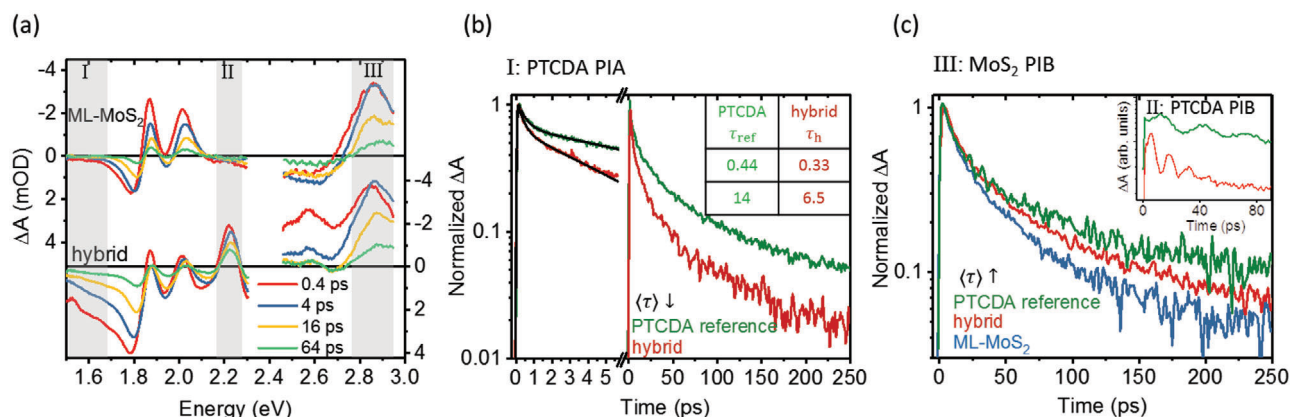 (a)
I
II
III
ML-MoS2
hybrid
-4
-2
0
2
4
-4
-2
0
2
4
ΔA (mOD)
0.4 ps
4 ps
16 ps
64 ps
1.6 1.8 2.0 2.2 2.4 2.6 2.8 3.0
Energy (eV)
(b)
I: PTCDA PIA
Normalized ΔA
1
0.1
0.01
PTCDA hybrid
τref τh
0.44 0.33
14 6.5
⟨τ⟩ ↓
PTCDA reference
hybrid
0 1 2 3 4 5 0 50 100 150 200 250
Time (ps)
(c)
III: MoS2 PIB
Normalized ΔA
1
0.1
II: PTCDA PIB
ΔA (arb. units)
0 40 80
Time (ps)
⟨τ⟩ ↑
PTCDA reference
hybrid
ML-MoS2
0 50 100 150 200 250
Time (ps)